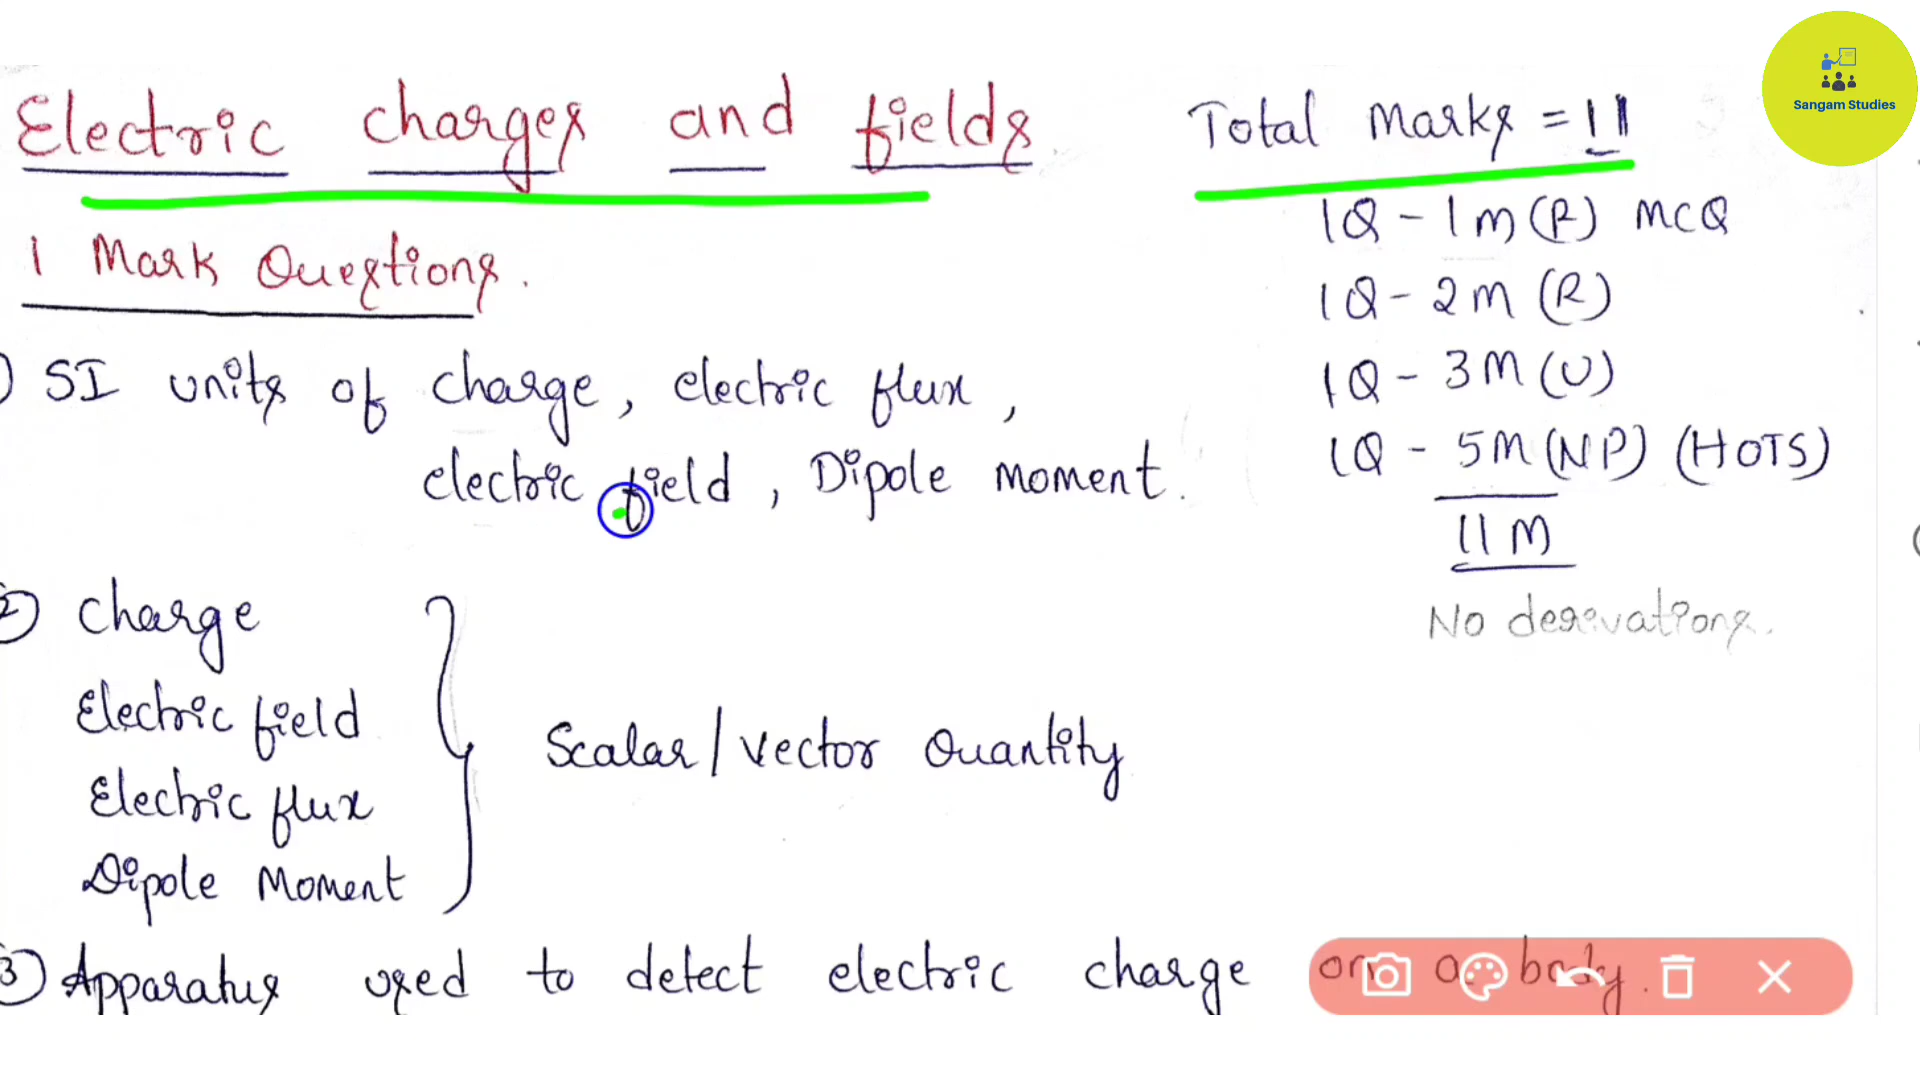 Electric charges and fields
Total Marks = 11
Sangam Studies
1Q - 1M (R) MCQ
1Q - 2M (R)
1Q - 3M (U)
1Q - 5M (NP) (HOTS)
11 M
No derivations.
1 Mark Questions.
) SI units of charge, electric flux,
electric field, Dipole moment.
2) charge
Electric field
Electric flux
Dipole Moment
Scalar/vector Quantity
3) Apparatus used to detect electric charge on a body.